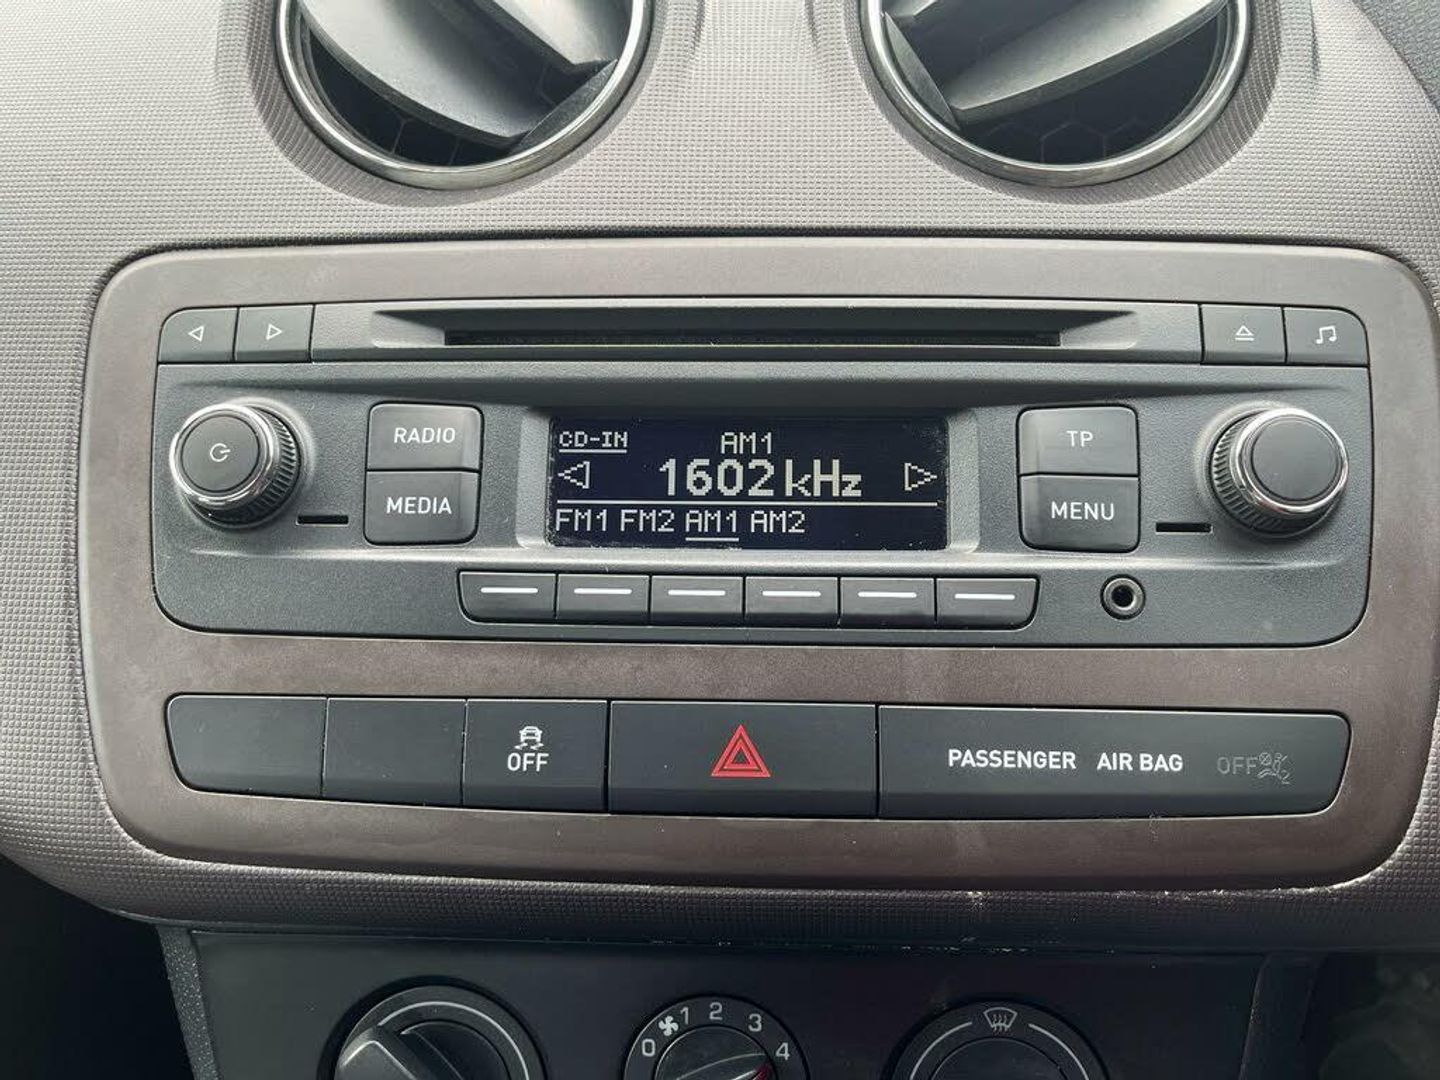 CD-IN AM1
1602 kHz
FM1 FM2 AM1 AM2
RADIO
MEDIA
TP
MENU
OFF
PASSENGER AIR BAG OFF 2
0 1 2 3 4